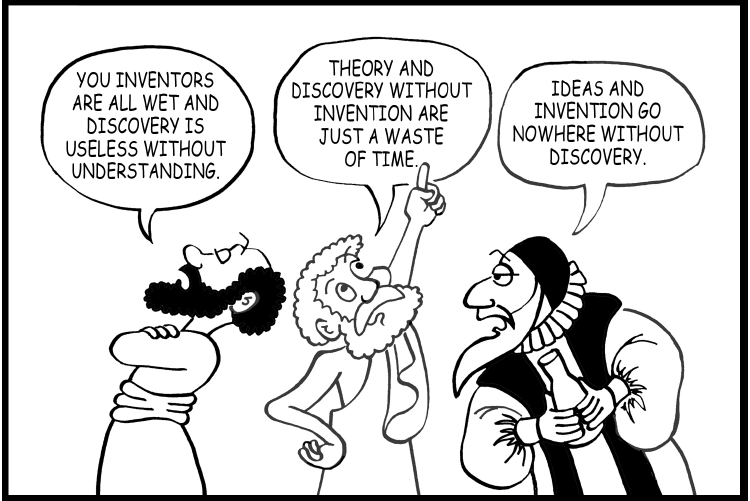 YOU INVENTORS
ARE ALL WET AND
DISCOVERY IS
USELESS WITHOUT
UNDERSTANDING.
THEORY AND
DISCOVERY WITHOUT
INVENTION ARE
JUST A WASTE
OF TIME.
IDEAS AND
INVENTION GO
NOWHERE WITHOUT
DISCOVERY.